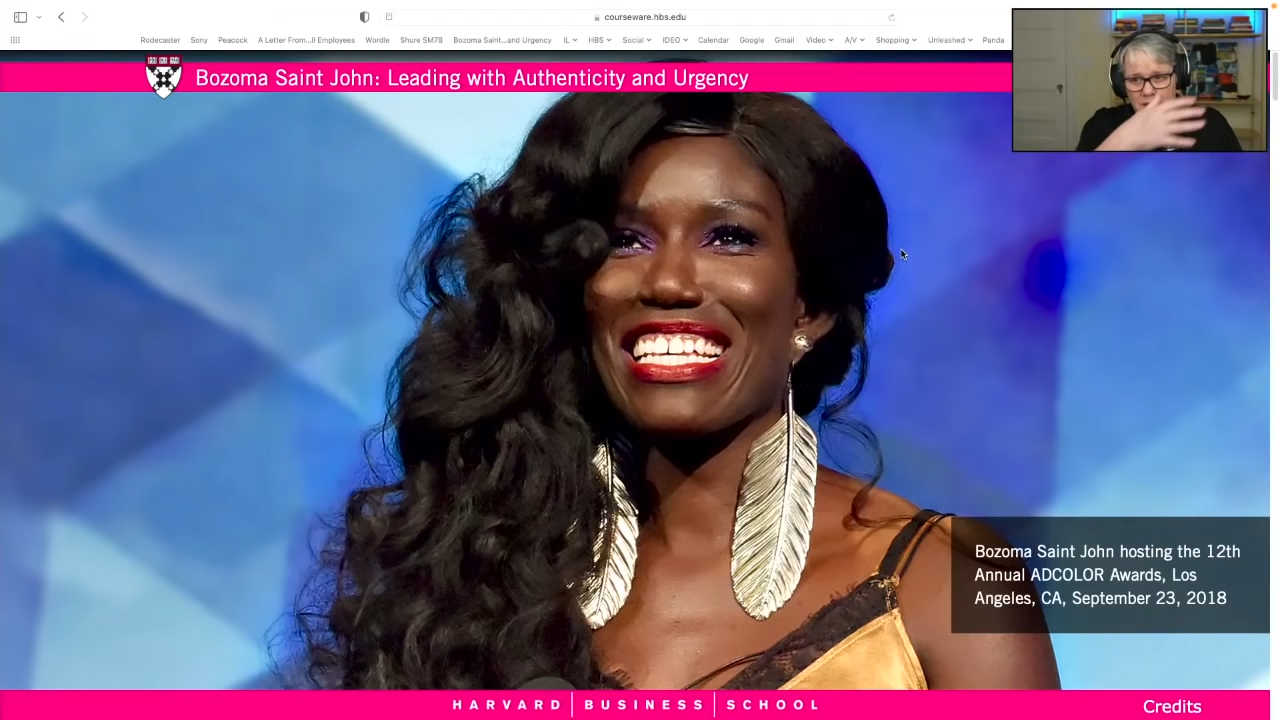 courseware.hbs.edu
Rodecaster Sony Peacock A Letter From...ll Employees Wordle Shure SM7B Bozoma Saint...and Urgency IL HBS Social IDEO Calendar Google Gmail Video A/V Shopping Unleashed Panda
Bozoma Saint John: Leading with Authenticity and Urgency
Bozoma Saint John hosting the 12th
Annual ADCOLOR Awards, Los
Angeles, CA, September 23, 2018
HARVARD BUSINESS SCHOOL
Credits